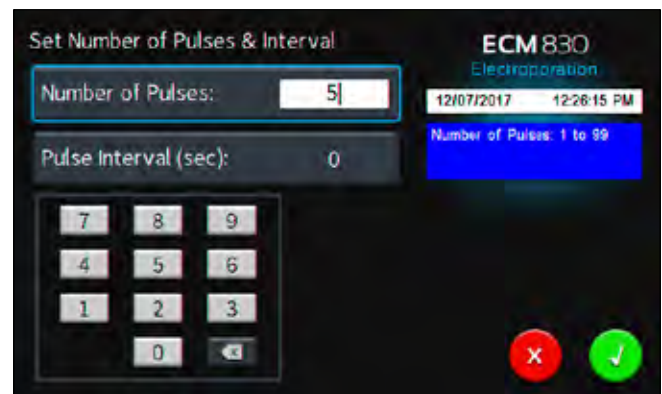 Set Number of Pulses & Interval
Number of Pulses: 5
Pulse Interval (sec): 0
7 8 9
4 5 6
1 2 3
0
ECM 830
Electroporation
12/07/2017 12:26:15 PM
Number of Pulses: 1 to 99